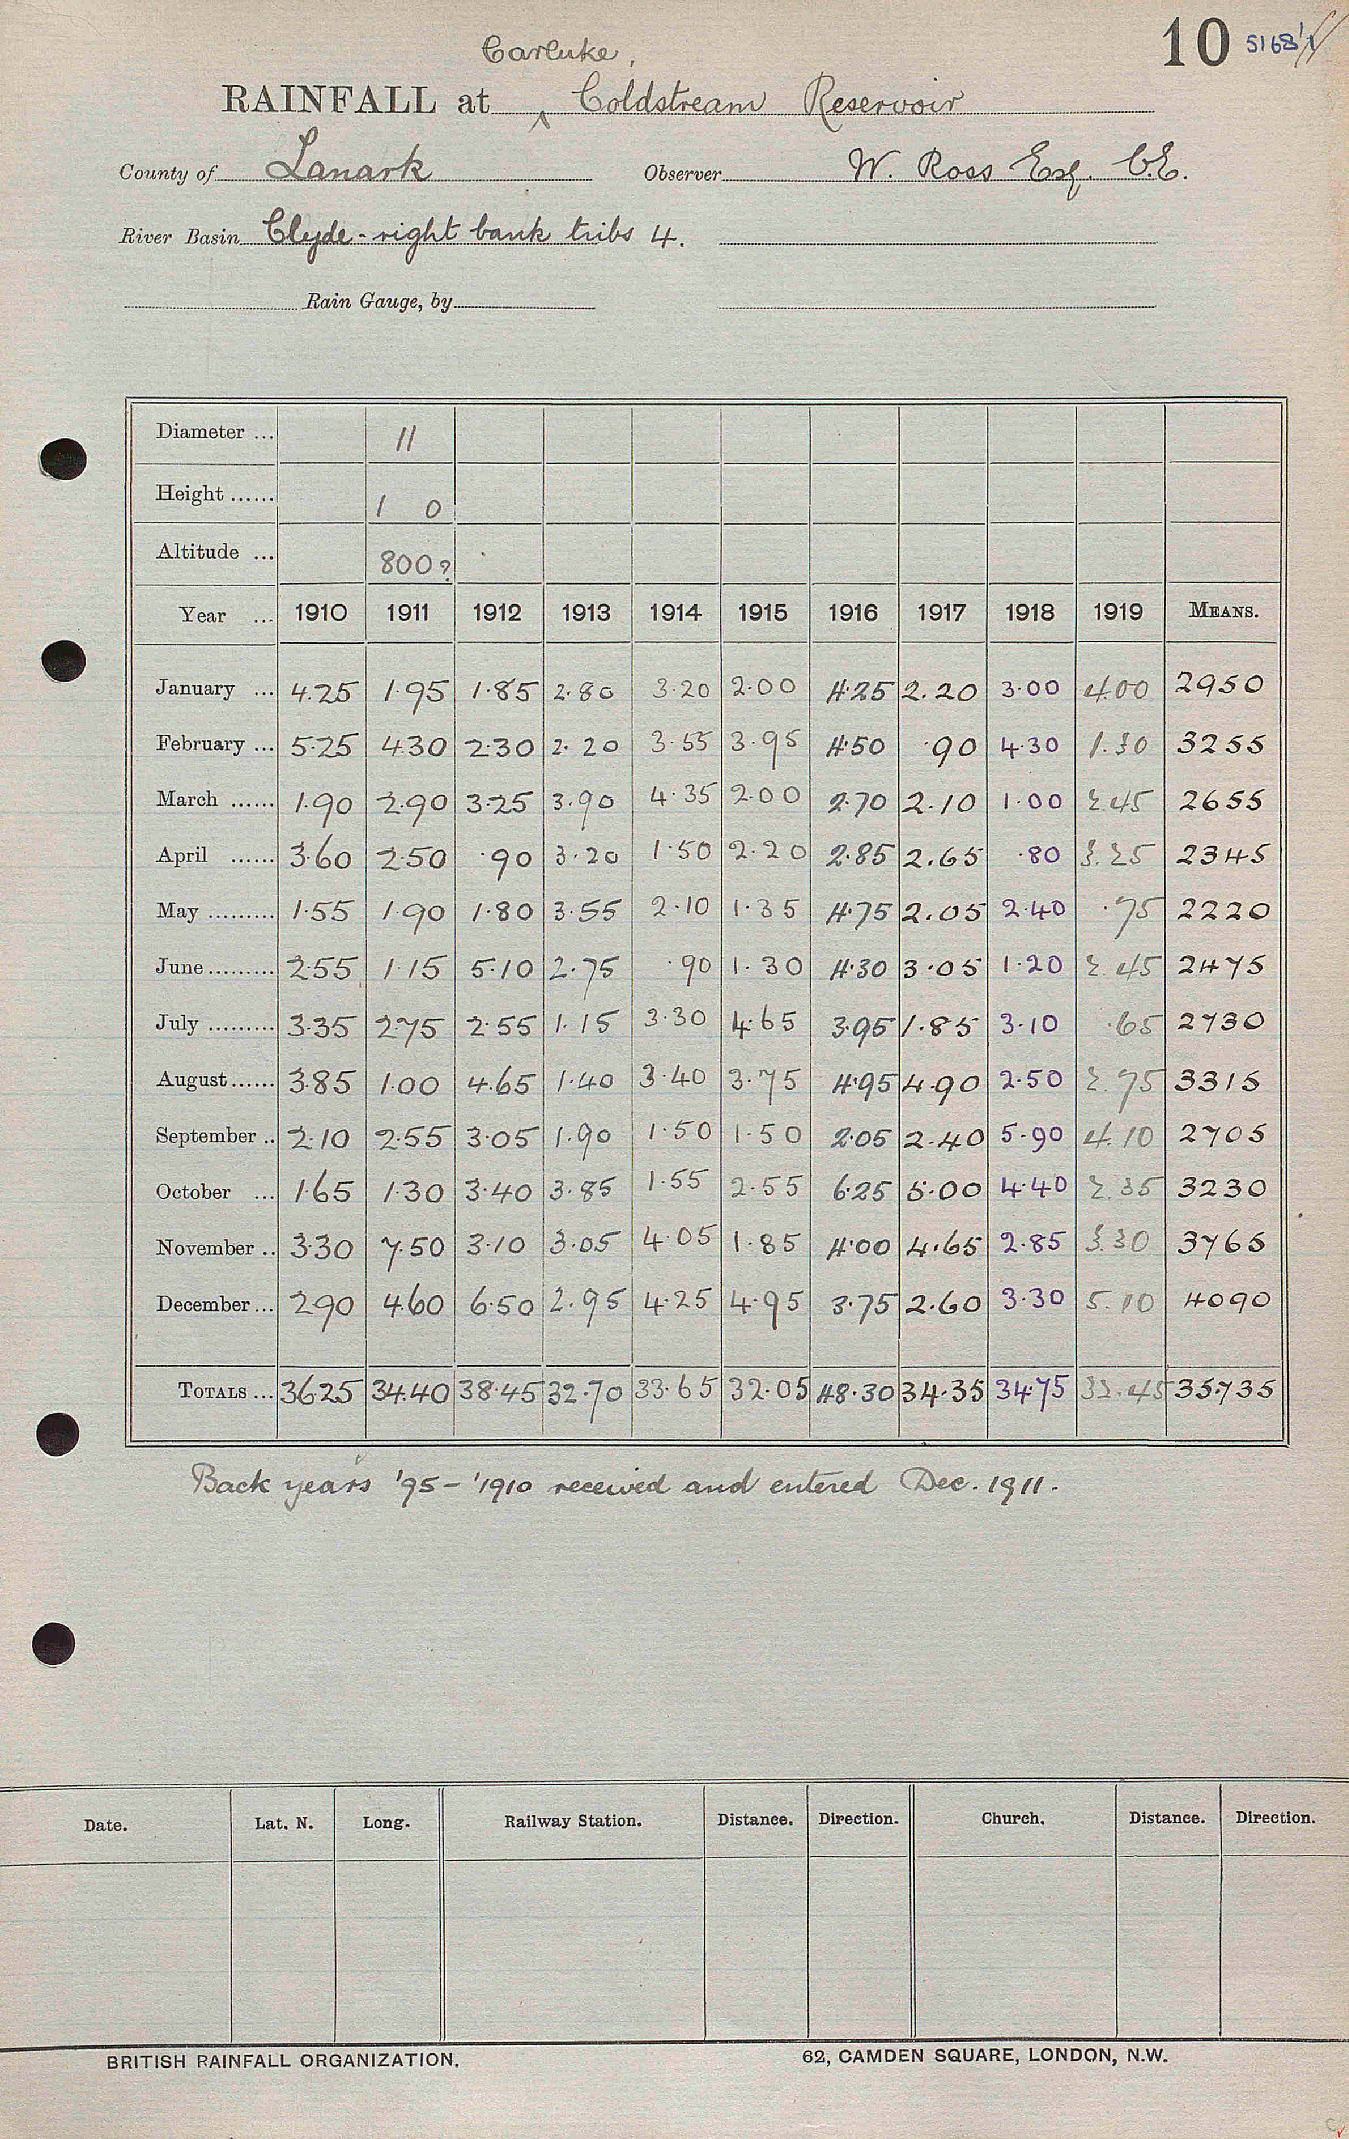 10 5168/1
Carluke,
RAINFALL at Coldstream Reservoir
County of Lanark Observer W. Ross Esq. C.E.
River Basin Clyde - right bank tribs 4.
Rain Gauge, by
Diameter ... 11
Height ...... 1 0
Altitude ... 800?
Year ... 1910 1911 1912 1913 1914 1915 1916 1917 1918 1919 MEANS.
January ... 4.25 1.95 1.85 2.80 3.20 2.00 4.25 2.20 3.00 4.00 2950
February ... 5.25 4.30 2.30 2.20 3.55 3.95 4.50 .90 4.30 1.30 3255
March ...... 1.90 2.90 3.25 3.90 4.35 2.00 2.70 2.10 1.00 2.45 2655
April ...... 3.60 2.50 .90 3.20 1.50 2.20 2.85 2.65 .80 3.25 2345
May ......... 1.55 1.90 1.80 3.55 2.10 1.35 4.75 2.05 2.40 .75 2220
June ......... 2.55 1.15 5.10 2.75 .90 1.30 4.30 3.05 1.20 2.45 2475
July ......... 3.35 2.75 2.55 1.15 3.30 4.65 3.95 1.85 3.10 .65 2730
August ...... 3.85 1.00 4.65 1.40 3.40 3.75 4.95 4.90 2.50 2.75 3315
September .. 2.10 2.55 3.05 1.90 1.50 1.50 2.05 2.40 5.90 4.10 2705
October ... 1.65 1.30 3.40 3.85 1.55 2.55 6.25 5.00 4.40 2.35 3230
November .. 3.30 7.50 3.10 3.05 4.05 1.85 4.00 4.65 2.85 3.30 3765
December ... 2.90 4.60 6.50 2.95 4.25 4.95 3.75 2.60 3.30 5.10 4090
TOTALS ... 36.25 34.40 38.45 32.70 33.65 32.05 48.30 34.35 34.75 32.45 35.735
Back years '95 - '1910 received and entered Dec. 1911.
Date. Lat. N. Long. Railway Station. Distance. Direction. Church. Distance. Direction.
BRITISH RAINFALL ORGANIZATION. 62, CAMDEN SQUARE, LONDON, N.W.